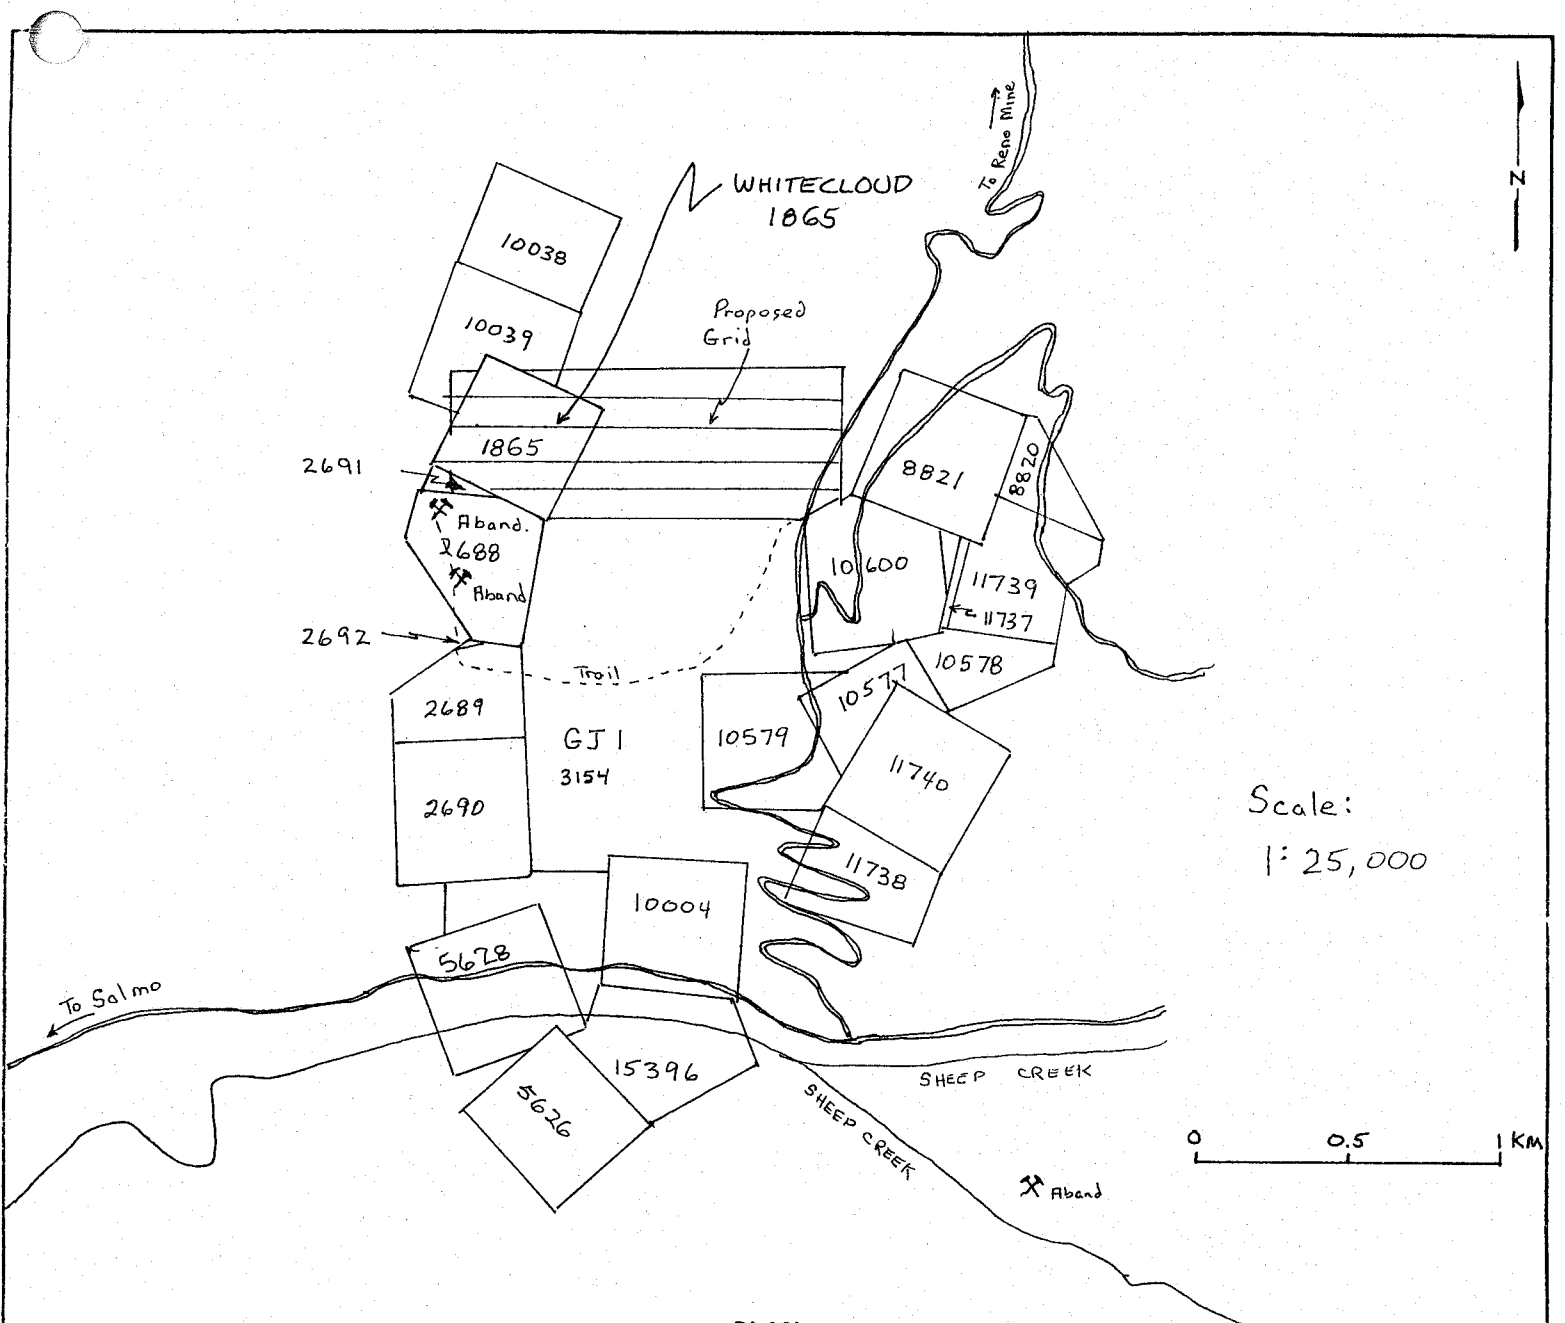 To Reno Mine
N
WHITECLOUD
1865
10038
10039
Proposed
Grid
1865
2691
8821
8820
Aband.
2688
Aband
10600
11739
11737
2692
10578
Trail
10577
2689
GJ 1
3154
10579
11740
2690
Scale:
1:25,000
11738
10004
5628
To Salmo
15396
5626
SHEEP CREEK
SHEEP CREEK
0 0.5 1 KM
Aband